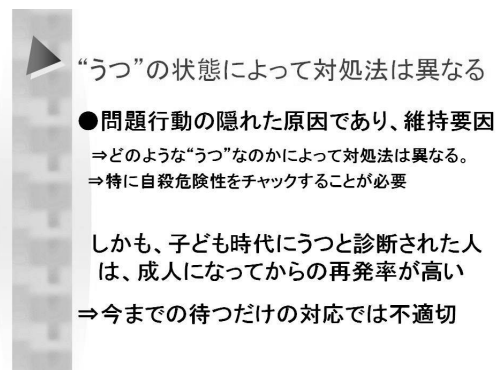 “うつ”の状態によって対処法は異なる
●問題行動の隠れた原因であり、維持要因
⇒どのような“うつ”なのかによって対処法は異なる。
⇒特に自殺危険性をチャックすることが必要
しかも、子ども時代にうつと診断された人
は、成人になってからの再発率が高い
⇒今までの待つだけの対応では不適切